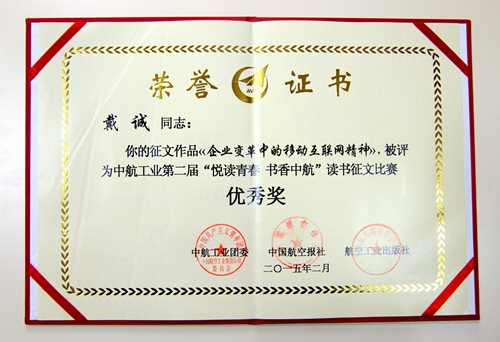 荣誉证书
戴诚 同志:
你的征文作品《企业变革中的移动互联网精神》,被评
为中航工业第二届“悦读青春 书香中航”读书征文比赛
优秀奖
中航工业团委 中国航空报社 航空工业出版社
二〇一五年二月